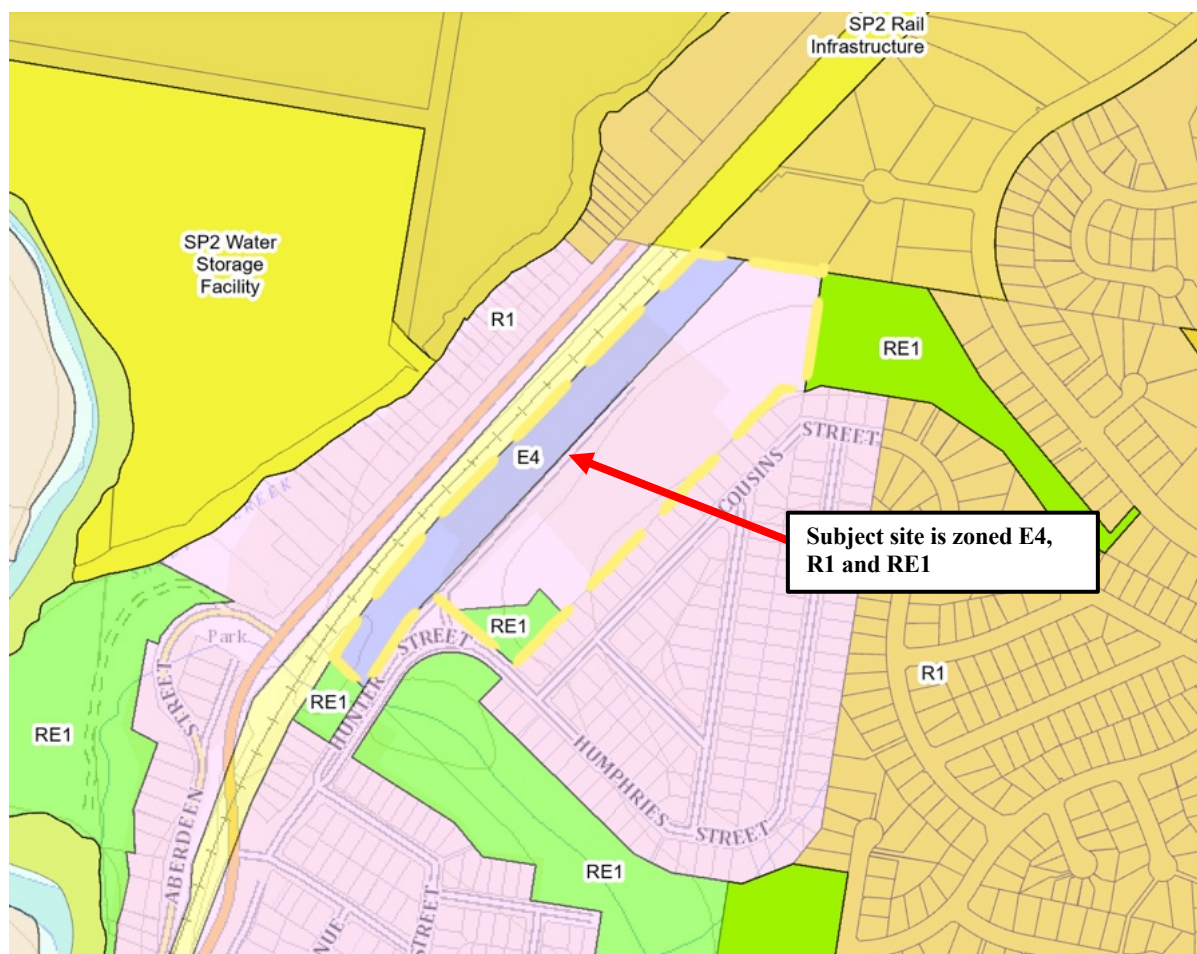 SP2 Rail
Infrastructure
SP2 Water
Storage
Facility
R1
RE1
E4
STREET
COUSINS
CREEK
Subject site is zoned E4,
R1 and RE1
RE1
Park
STREET
HUNTER
RE1
R1
RE1
STREET
HUMPHRIES
STREET
ABERDEEN
RE1
STREET